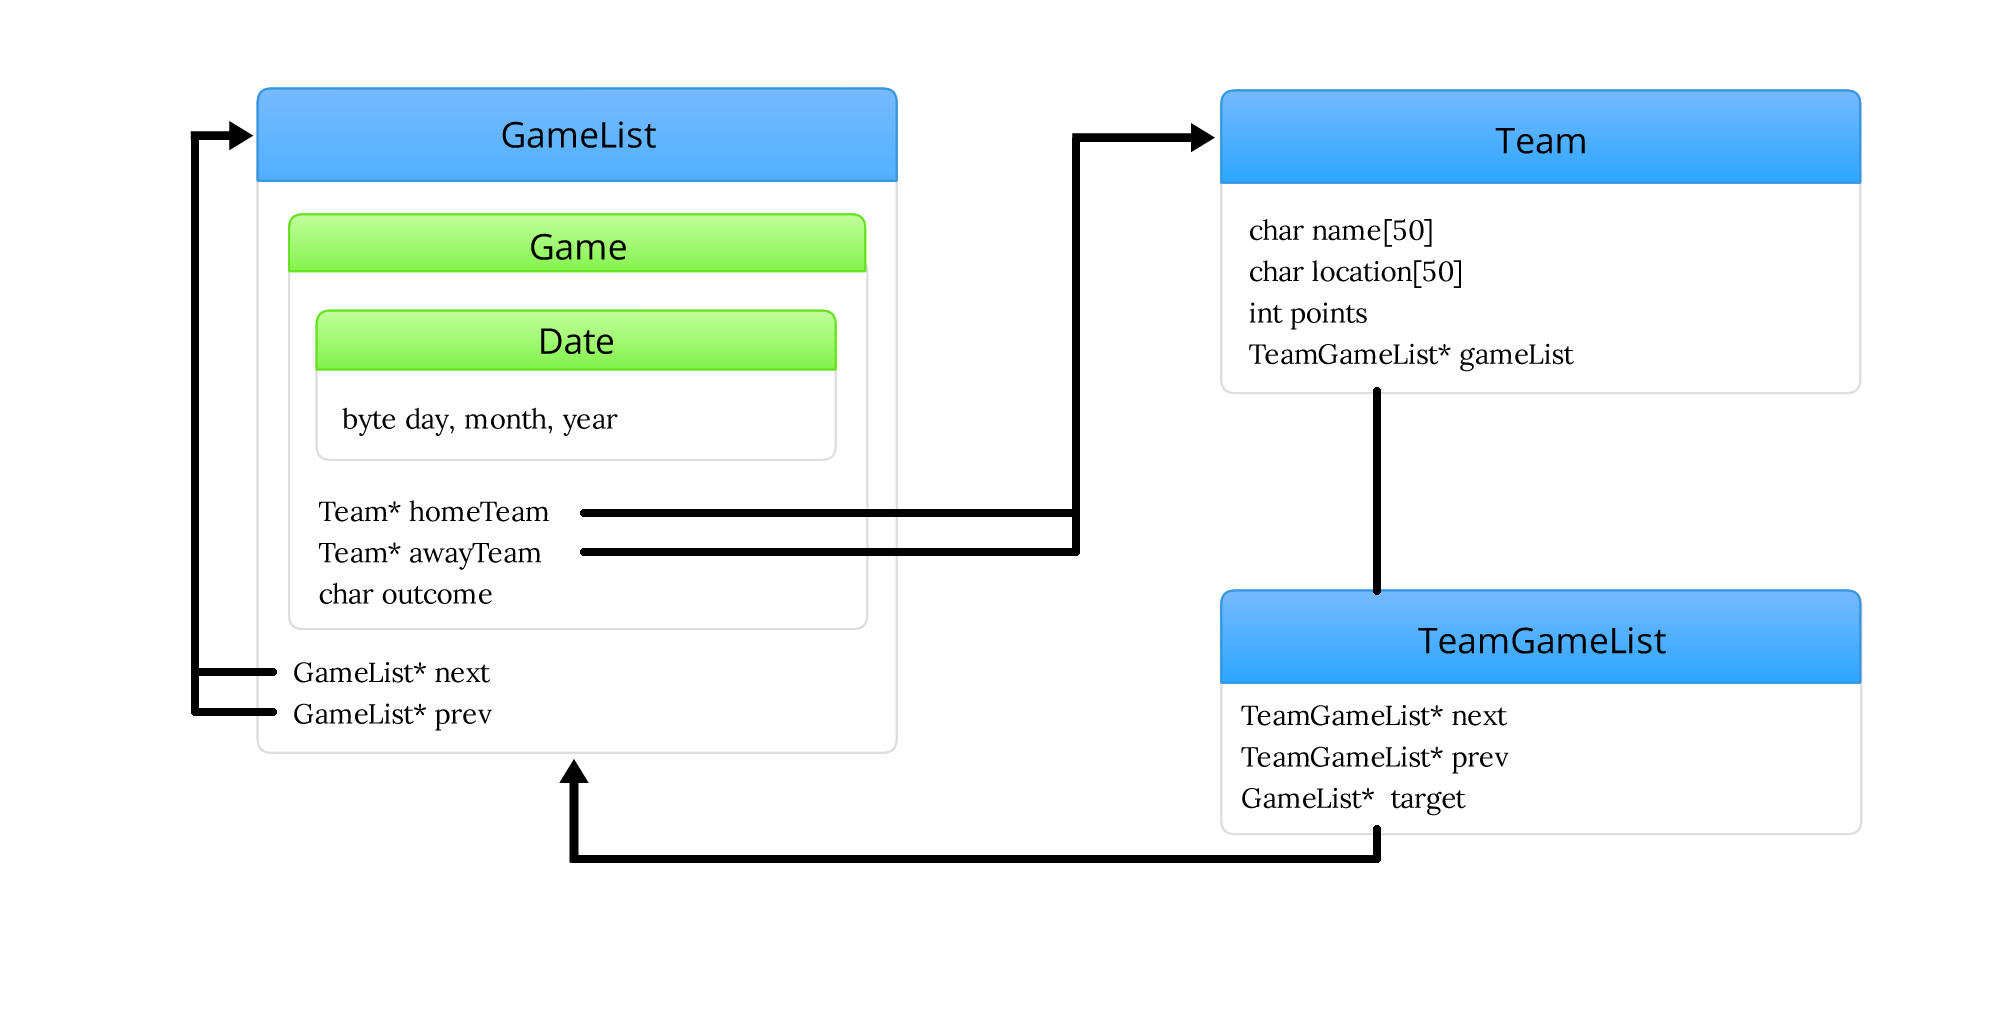 GameList
Game
Date
byte day, month, year
Team* homeTeam
Team* awayTeam
char outcome
GameList* next
GameList* prev
Team
char name[50]
char location[50]
int points
TeamGameList* gameList
TeamGameList
TeamGameList* next
TeamGameList* prev
GameList*  target